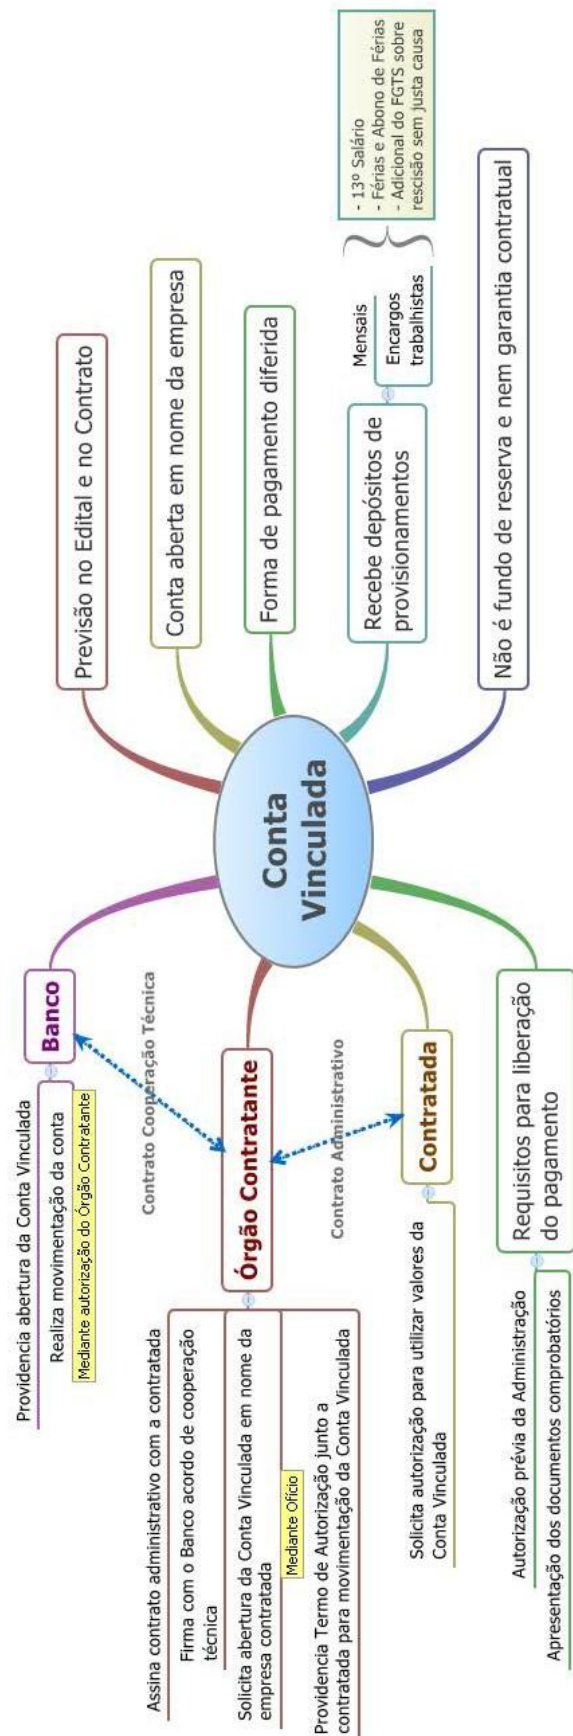 Conta
Vinculada
Banco
Providencia abertura da Conta Vinculada
Realiza movimentação da conta
Mediante autorização do Órgão Contratante
Contrato Cooperação Técnica
Órgão Contratante
Assina contrato administrativo com a contratada
Firma com o Banco acordo de cooperação
técnica
Solicita abertura da Conta Vinculada em nome da
empresa contratada
Mediante Ofício
Providencia Termo de Autorização junto a
contratada para movimentação da Conta Vinculada
Contrato Administrativo
Contratada
Solicita autorização para utilizar valores da
Conta Vinculada
Requisitos para liberação
do pagamento
Autorização prévia da Administração
Apresentação dos documentos comprobatórios
Previsão no Edital e no Contrato
Conta aberta em nome da empresa
Forma de pagamento diferida
Recebe depósitos de
provisionamentos
Mensais
Encargos
trabalhistas
- 13º Salário
- Férias e Abono de Férias
- Adicional do FGTS sobre
rescisão sem justa causa
Não é fundo de reserva e nem garantia contratual